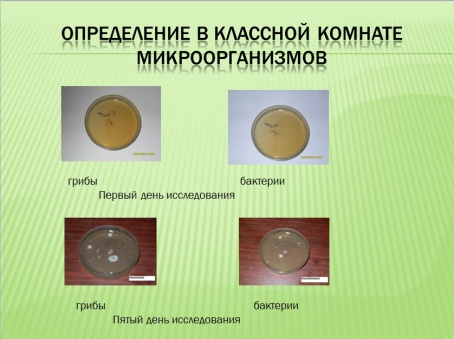 ОПРЕДЕЛЕНИЕ В КЛАССНОЙ КОМНАТЕ
МИКРООРГАНИЗМОВ
грибы бактерии
Первый день исследования
грибы бактерии
Пятый день исследования